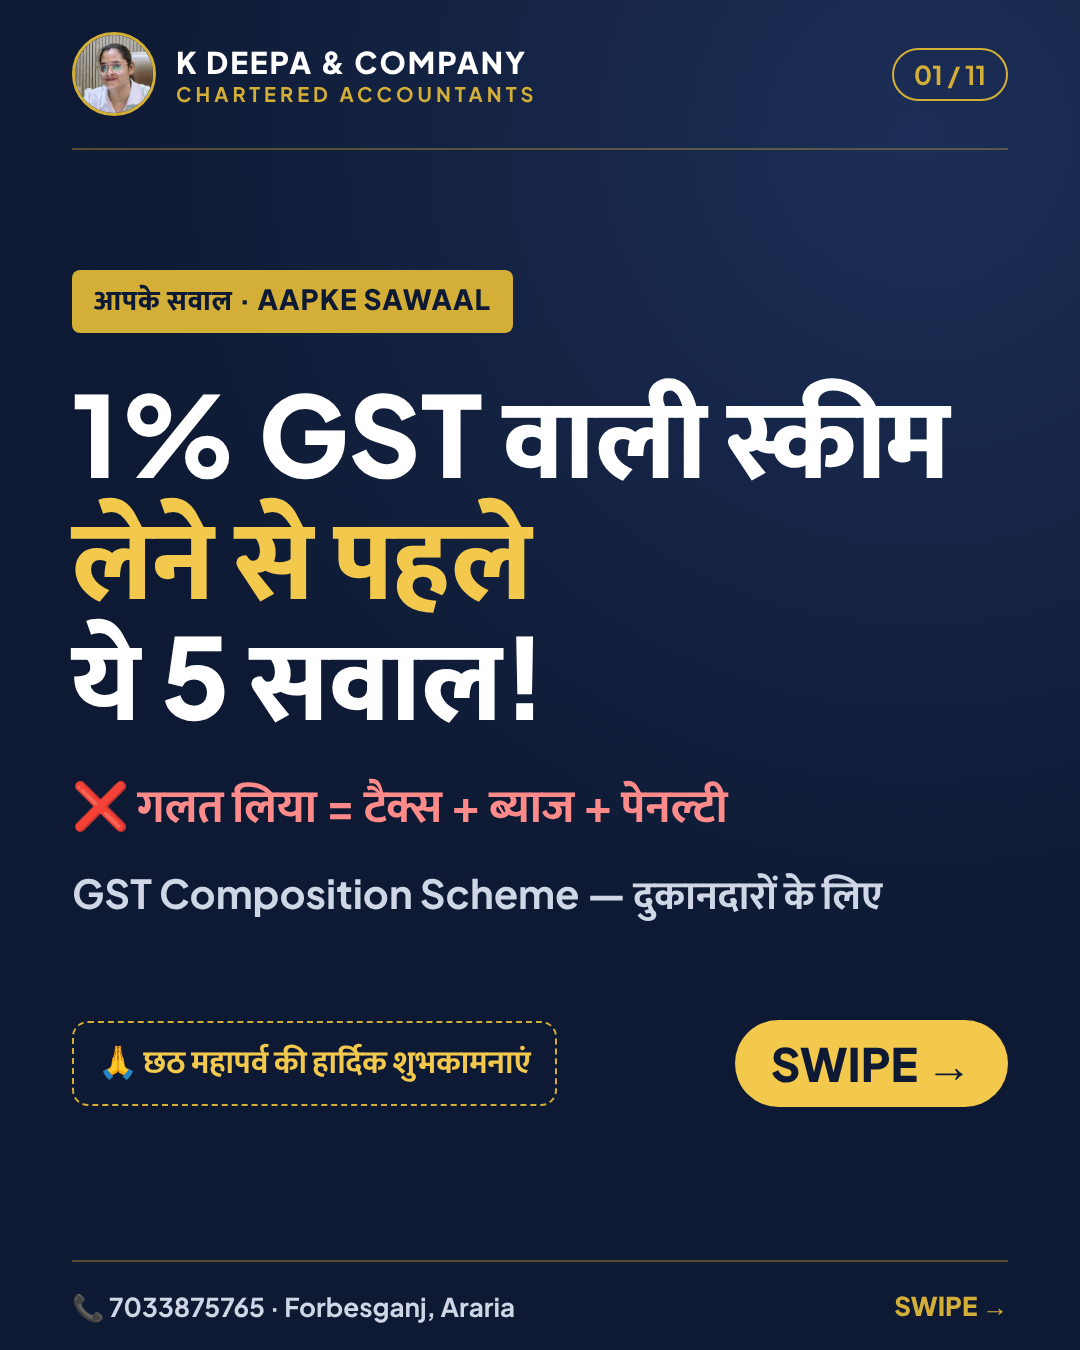 K DEEPA & COMPANY
CHARTERED ACCOUNTANTS
01 / 11
आपके सवाल · AAPKE SAWAAL
1% GST वाली स्कीम
लेने से पहले
ये 5 सवाल!
❌ गलत लिया = टैक्स + ब्याज + पेनल्टी
GST Composition Scheme — दुकानदारों के लिए
🙏 छठ महापर्व की हार्दिक शुभकामनाएं
SWIPE →
📞 7033875765 · Forbesganj, Araria
SWIPE →